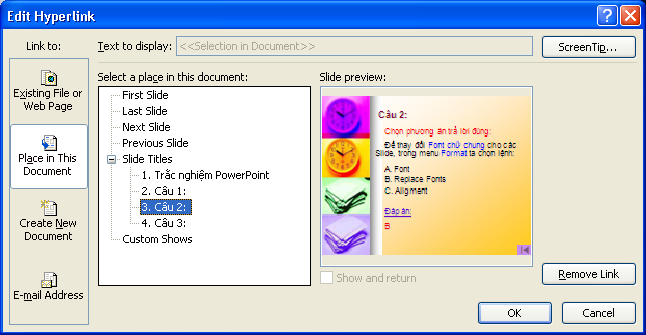 Edit Hyperlink
Link to:
Text to display: <<Selection in Document>>
ScreenTip...
Existing File or
Web Page
Place in This
Document
Create New
Document
E-mail Address
Select a place in this document:
First Slide
Last Slide
Next Slide
Previous Slide
Slide Titles
1. Trắc nghiệm PowerPoint
2. Câu 1:
3. Câu 2:
4. Câu 3:
Custom Shows
Slide preview:
Câu 2:
Chọn phương án trả lời đúng:
Để thay đổi Font chữ chung cho các
Slide, trong menu Format ta chọn lệnh:
A. Font
B. Replace Fonts
C. Alignment
Đáp án:
B
Show and return
Remove Link
OK
Cancel